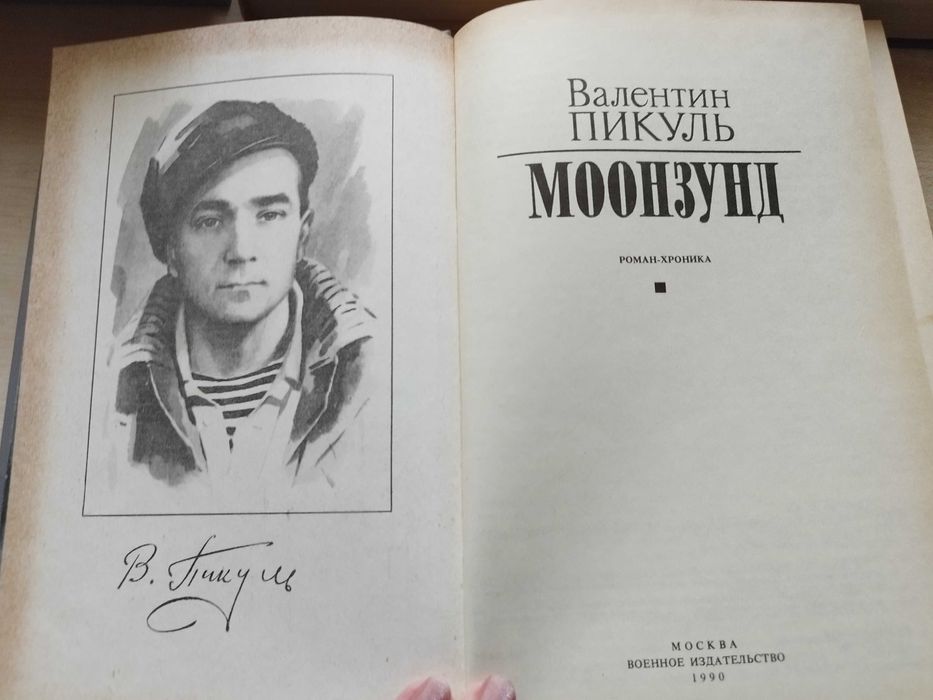 В. Пикуль
Валентин
ПИКУЛЬ
МООНЗУНД
РОМАН-ХРОНИКА
МОСКВА
ВОЕННОЕ ИЗДАТЕЛЬСТВО
1990